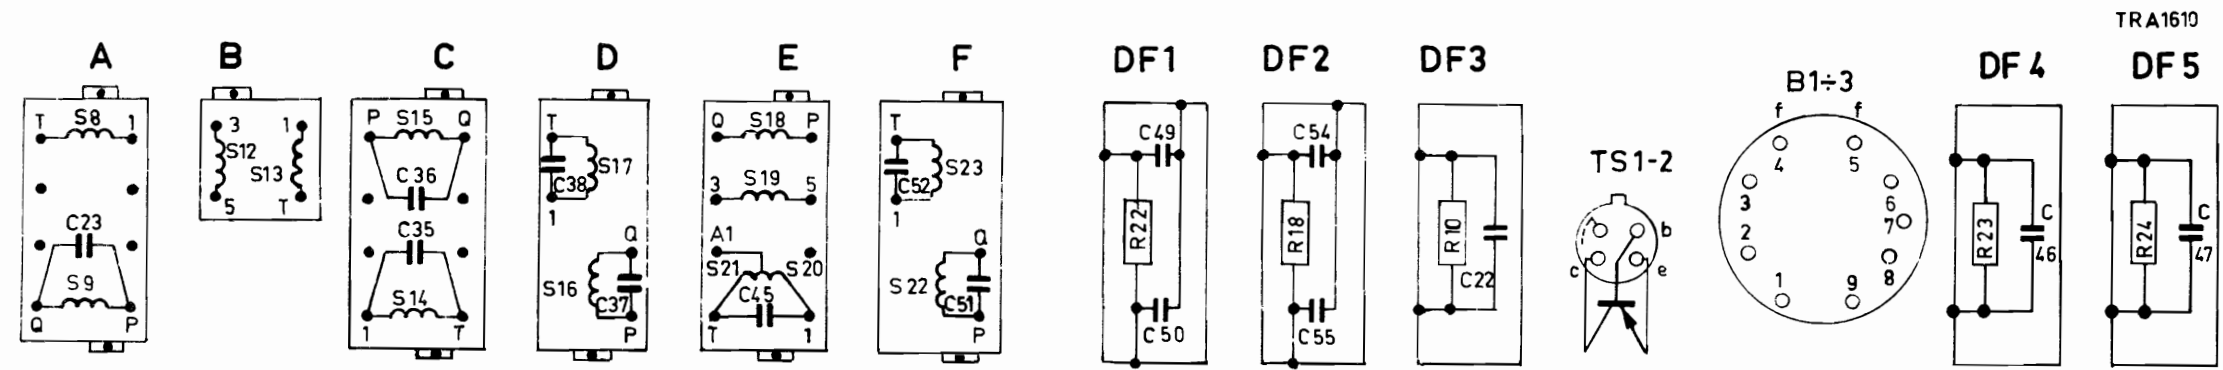 TRA1610
A
T S8 1
C23
S9
Q P
B
3 1
S12
S13
5 T
C
P S15 Q
C36
C35
S14
1 T
D
T
S17
C38
1
Q
S16
C37
P
E
Q S18 P
3 S19 5
A1
S21 S20
C45
T 1
F
T
S23
C52
1
Q
S22
C51
P
DF1
C49
R22
C50
DF2
C54
R18
C55
DF3
R10
C22
TS1-2
b
c e
B1÷3
f f
4 5
3 6
7
2
8
1 9
DF4
R23
C
46
DF5
R24
C
47